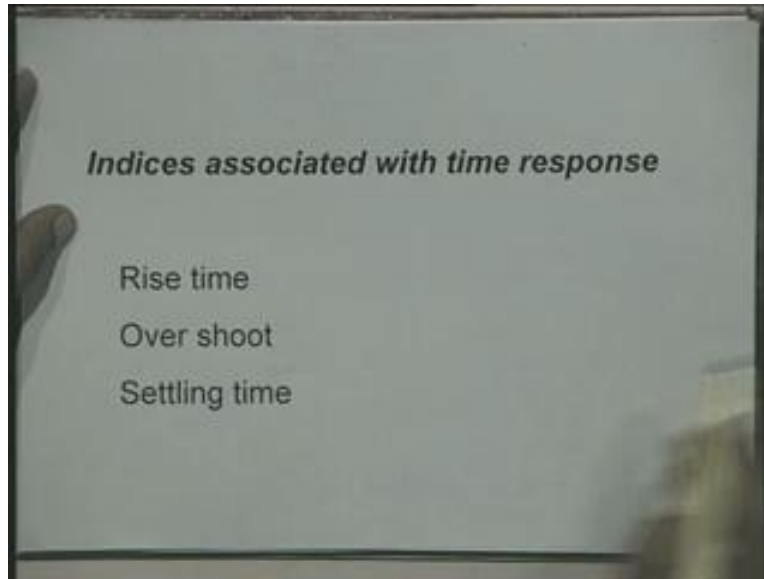 Indices associated with time response
Rise time
Over shoot
Settling time